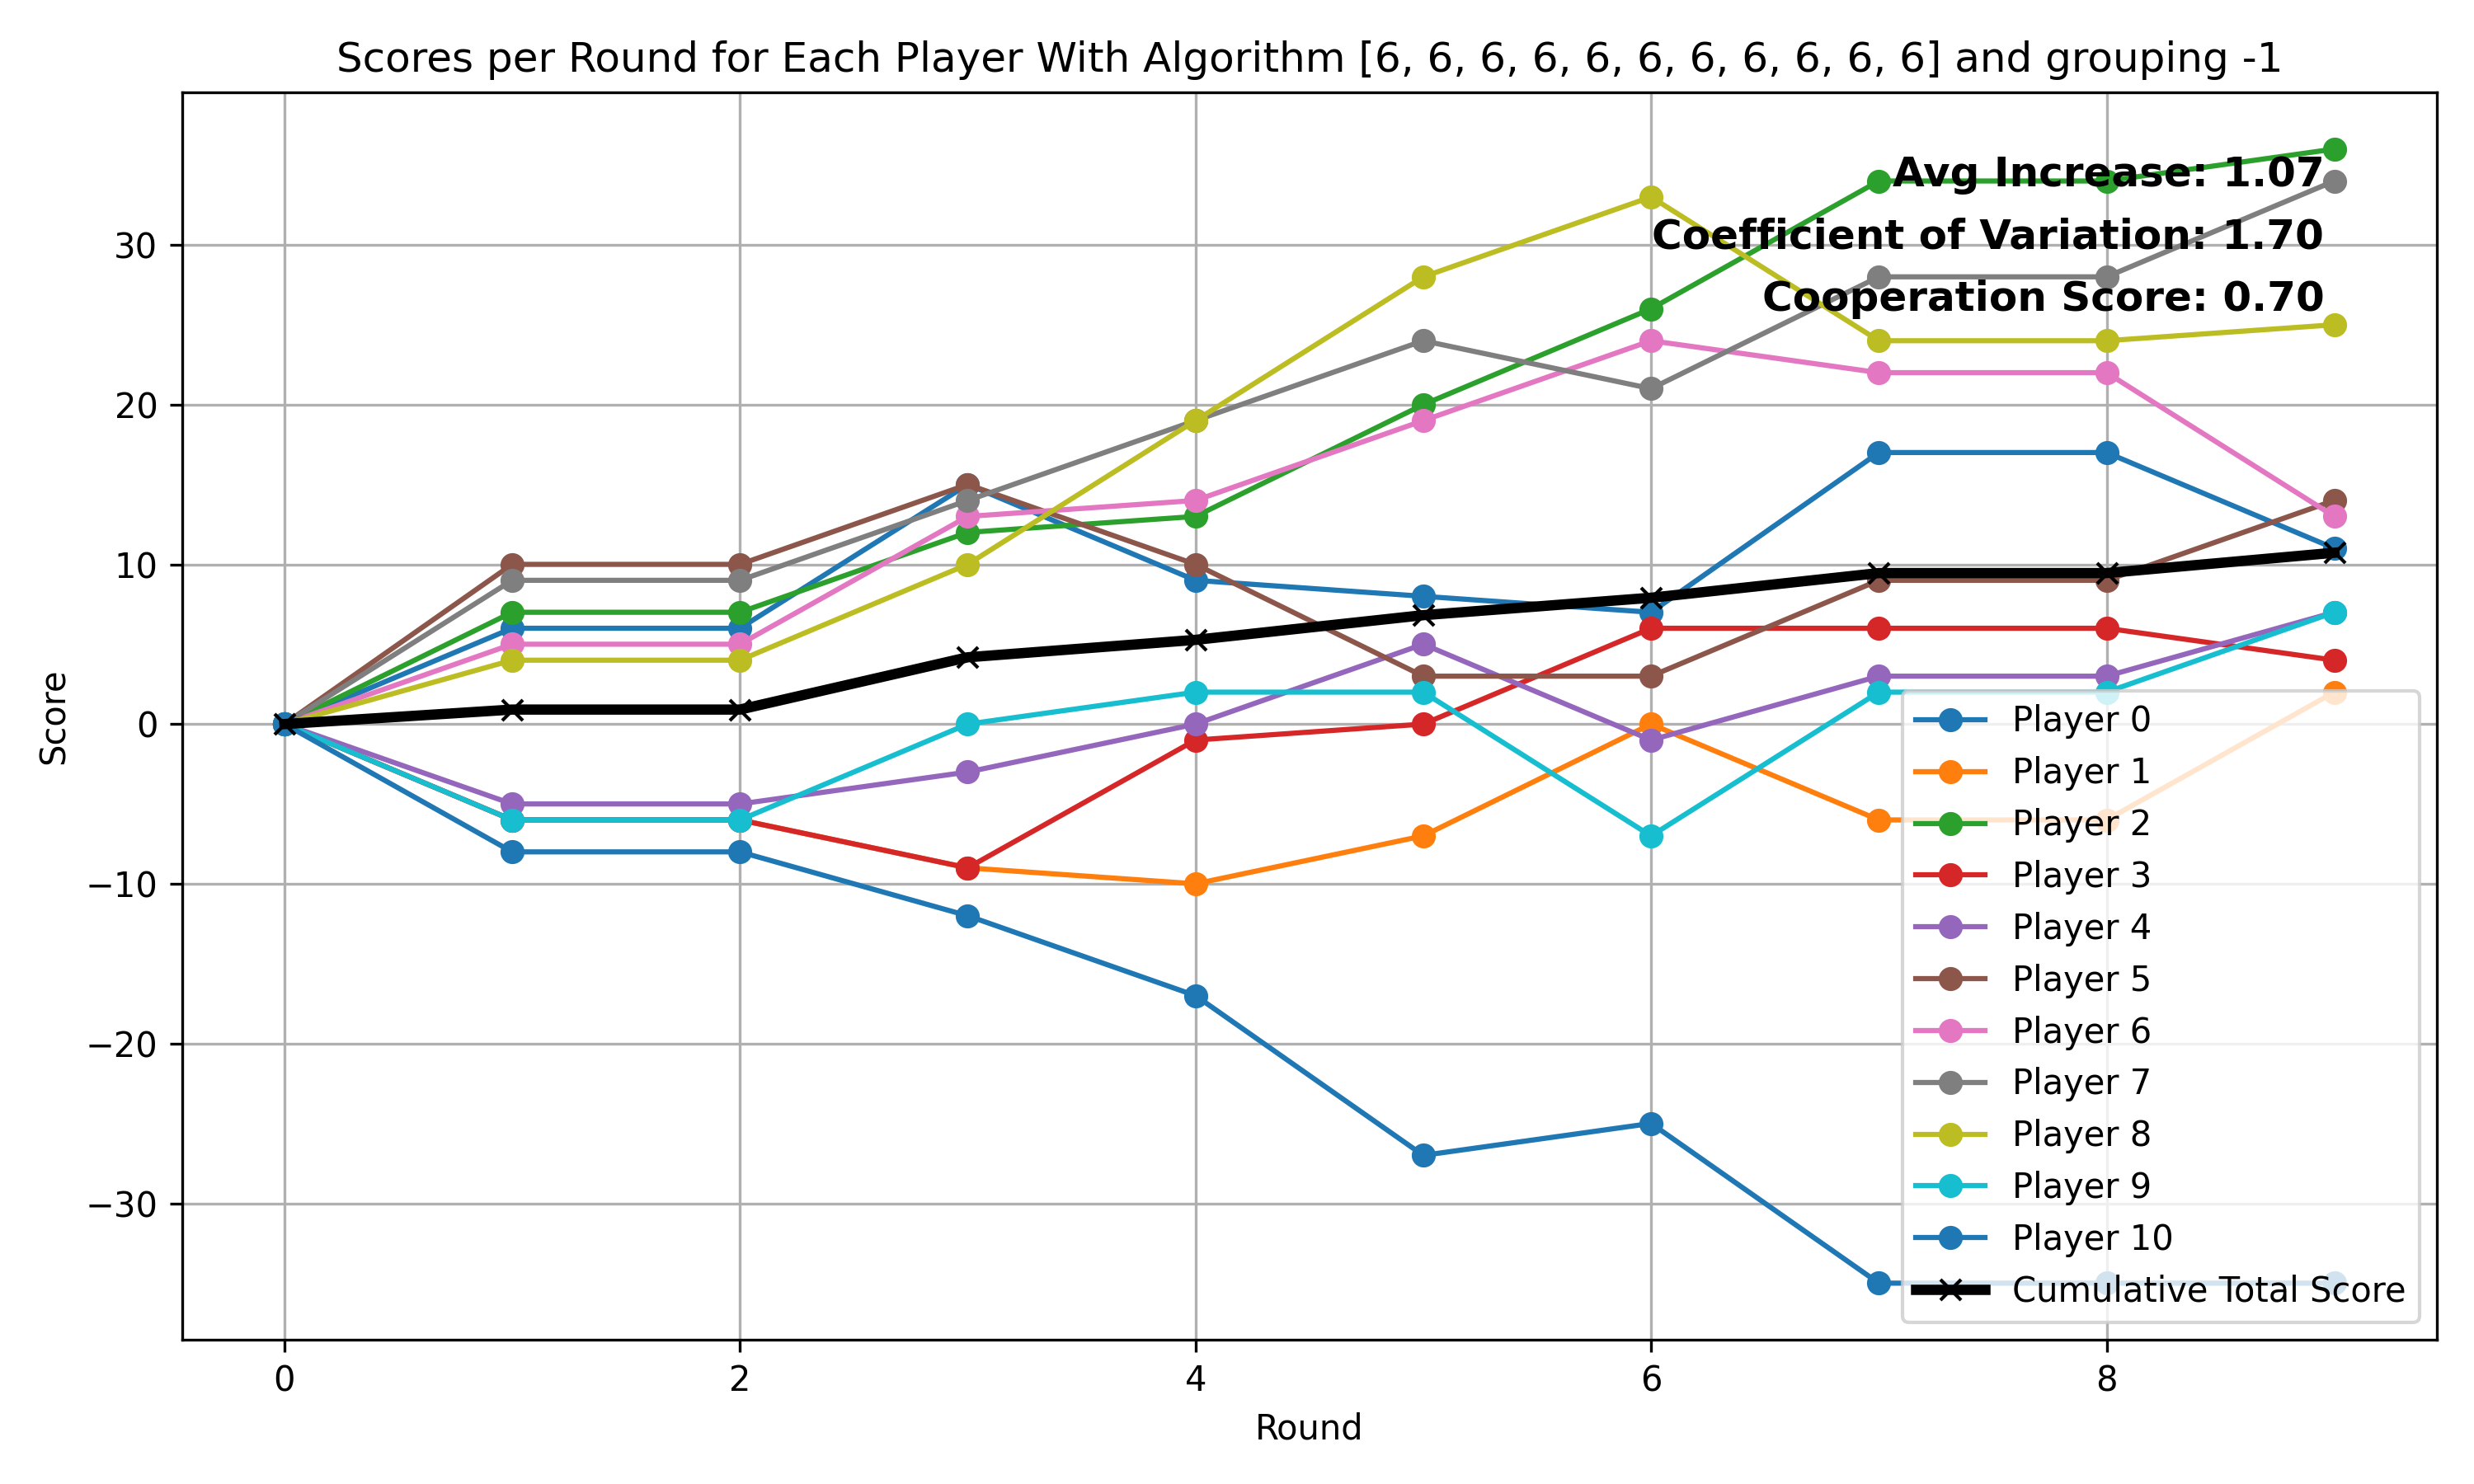 Scores per Round for Each Player With Algorithm [6, 6, 6, 6, 6, 6, 6, 6, 6, 6, 6] and grouping -1
Avg Increase: 1.07
Coefficient of Variation: 1.70
Cooperation Score: 0.70
Score
30
20
10
0
−10
−20
−30
Player 0
Player 1
Player 2
Player 3
Player 4
Player 5
Player 6
Player 7
Player 8
Player 9
Player 10
Cumulative Total Score
0 2 4 6 8
Round